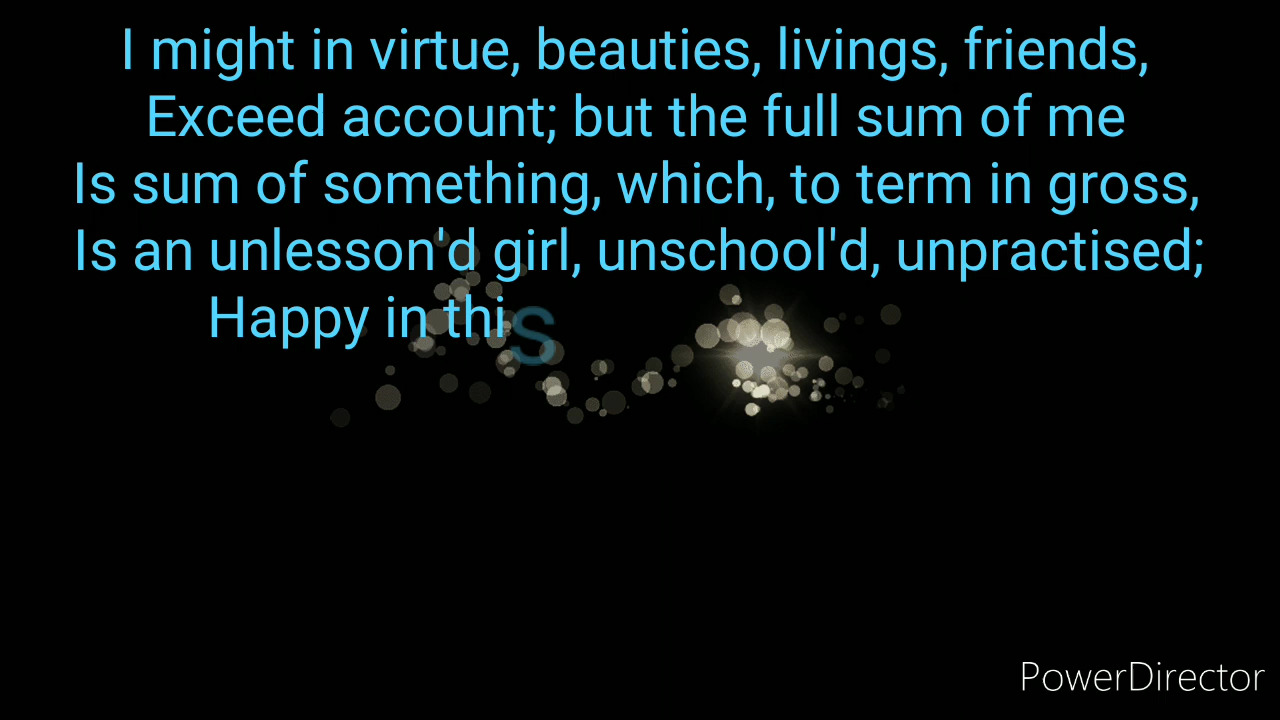 I might in virtue, beauties, livings, friends,
Exceed account; but the full sum of me
Is sum of something, which, to term in gross,
Is an unlesson'd girl, unschool'd, unpractised;
Happy in this
PowerDirector